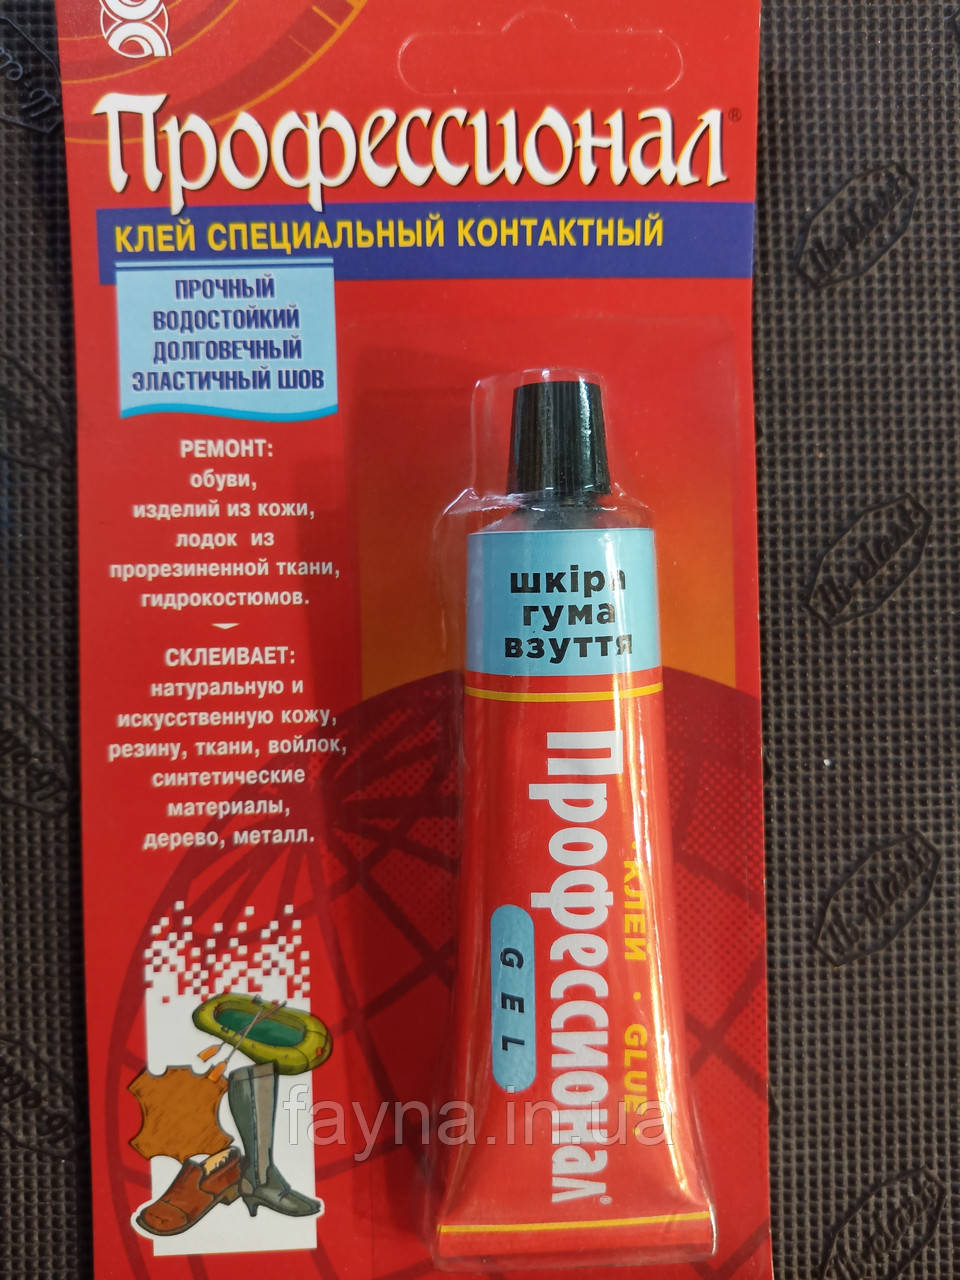 Профессионал®
КЛЕЙ СПЕЦИАЛЬНЫЙ КОНТАКТНЫЙ
ПРОЧНЫЙ
ВОДОСТОЙКИЙ
ДОЛГОВЕЧНЫЙ
ЭЛАСТИЧНЫЙ ШОВ
РЕМОНТ:
обуви,
изделий из кожи,
лодок из
прорезиненной ткани,
гидрокостюмов.
СКЛЕИВАЕТ:
натуральную и
искусственную кожу,
резину, ткани, войлок,
синтетические
материалы,
дерево, металл.
шкіра
гума
взуття
Профессионал®
• КЛЕЙ • GLUE •
GEL
fayna.in.ua